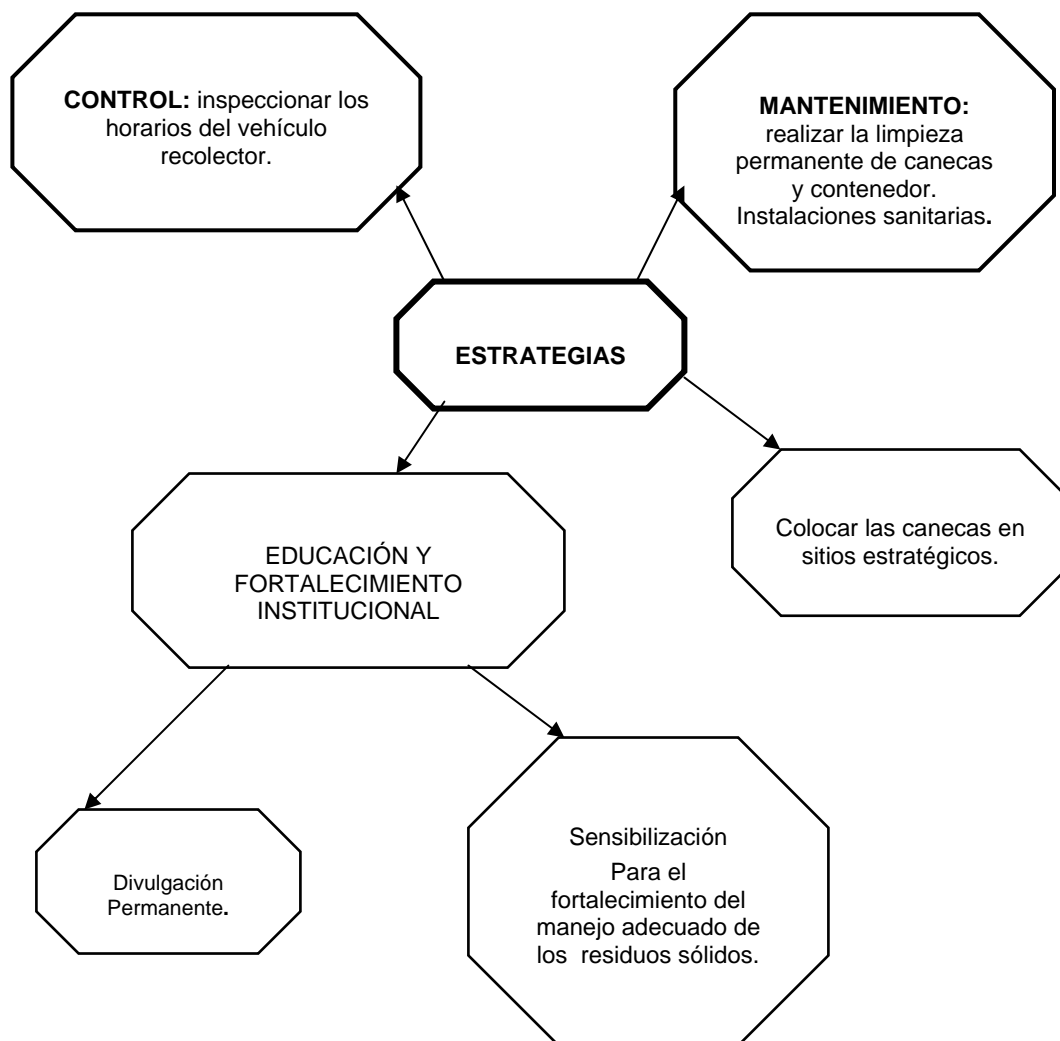 CONTROL: inspeccionar los
horarios del vehículo
recolector.
MANTENIMIENTO:
realizar la limpieza
permanente de canecas
y contenedor.
Instalaciones sanitarias.
ESTRATEGIAS
Colocar las canecas en
sitios estratégicos.
EDUCACIÓN Y
FORTALECIMIENTO
INSTITUCIONAL
Divulgación
Permanente.
Sensibilización
Para el
fortalecimiento del
manejo adecuado de
los residuos sólidos.